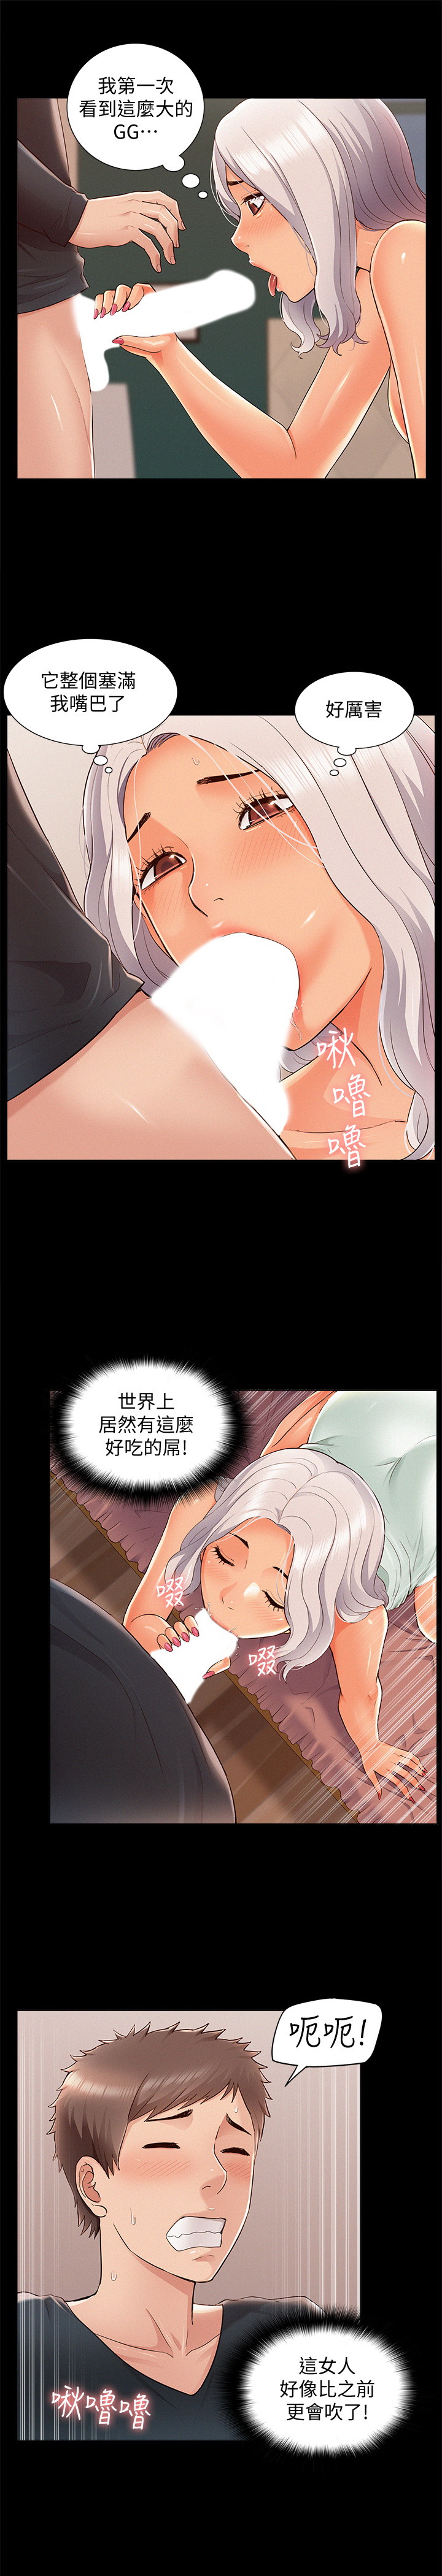 我第一次
看到這麼大的
GG…
它整個塞滿
我嘴巴了
好厲害
啾
嚕
嚕
世界上
居然有這麼
好吃的屌!
啜
啜
呃呃!
啾嚕嚕
這女人
好像比之前
更會吹了!